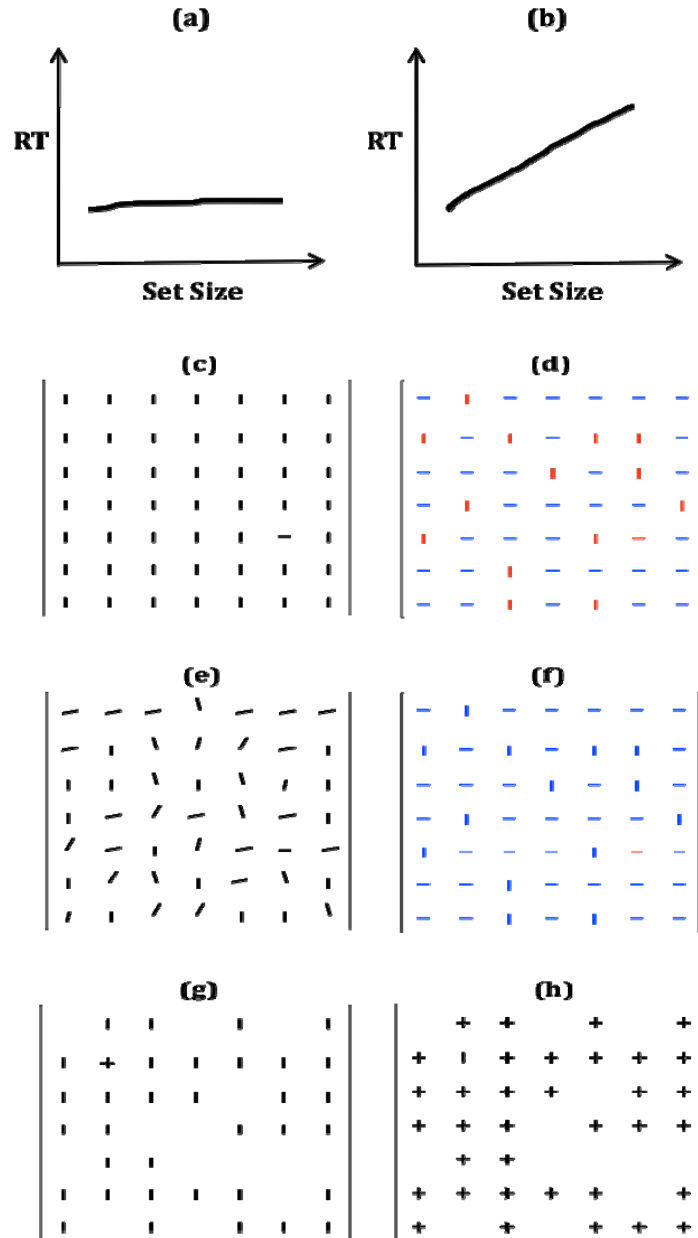 (a) (b)
RT RT
Set Size Set Size
(c) (d)
(e) (f)
(g) (h)